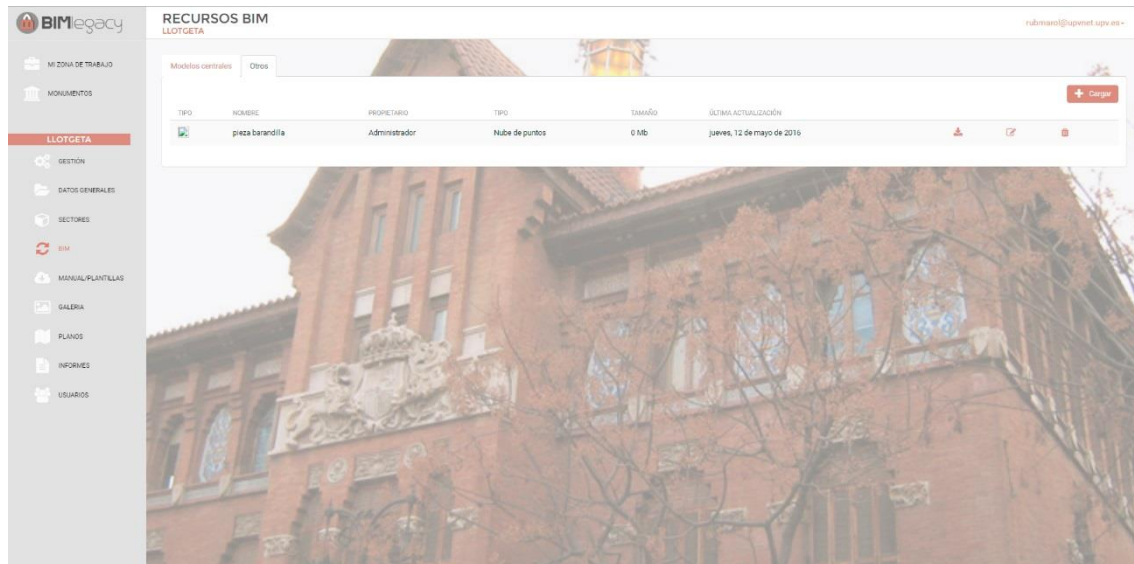 BIMlegacy
RECURSOS BIM
LLOTGETA
rubmarol@upvnet.upv.es
MI ZONA DE TRABAJO
MONUMENTOS
LLOTGETA
GESTIÓN
DATOS GENERALES
SECTORES
BIM
MANUAL/PLANTILLAS
GALERIA
PLANOS
INFORMES
USUARIOS
Modelos centrales Otros
Cargar
TIPO NOMBRE PROPIETARIO TIPO TAMAÑO ÚLTIMA ACTUALIZACIÓN
pieza barandilla Administrador Nube de puntos 0 Mb jueves, 12 de mayo de 2016